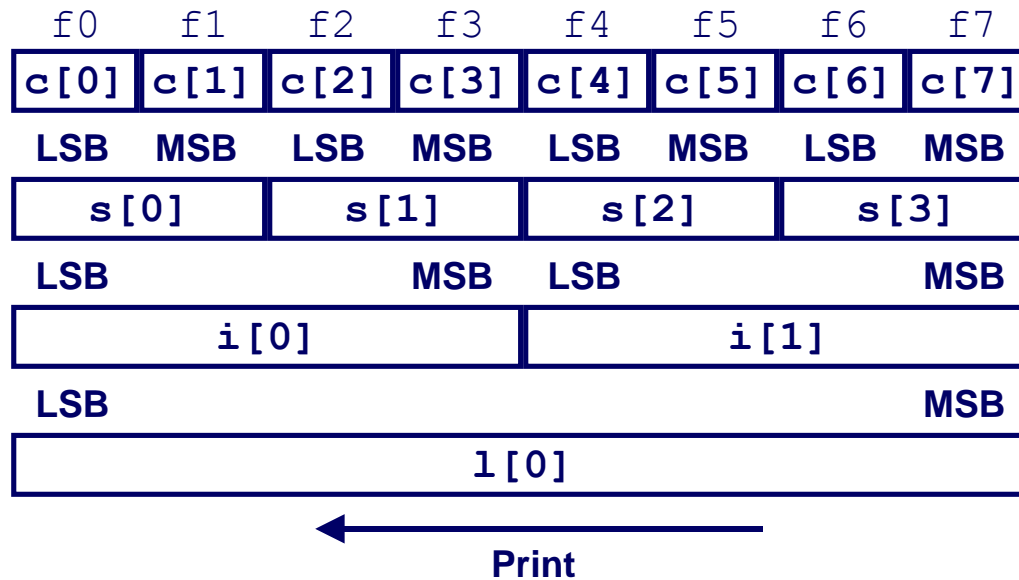 f0 f1 f2 f3 f4 f5 f6 f7
c[0] c[1] c[2] c[3] c[4] c[5] c[6] c[7]
LSB MSB LSB MSB LSB MSB LSB MSB
s[0] s[1] s[2] s[3]
LSB MSB LSB MSB
i[0] i[1]
LSB MSB
l[0]
Print